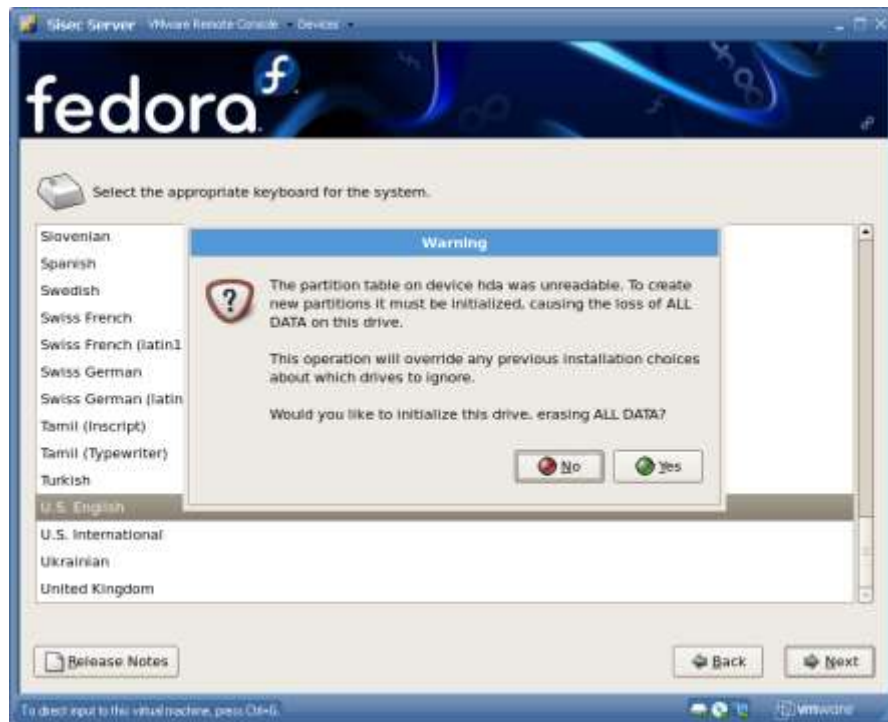 Sisec Server VMware Remote Console Devices
fedora
Select the appropriate keyboard for the system.
Slovenian
Spanish
Swedish
Swiss French
Swiss French (latin1
Swiss German
Swiss German (latin
Tamil (Inscript)
Tamil (Typewriter)
Turkish
U.S. English
U.S. International
Ukrainian
United Kingdom
Warning
The partition table on device hda was unreadable. To create
new partitions it must be initialized, causing the loss of ALL
DATA on this drive.
This operation will override any previous installation choices
about which drives to ignore.
Would you like to initialize this drive, erasing ALL DATA?
No
Yes
Release Notes
Back
Next
To direct input to this virtual machine, press Ctrl+G.
vmware